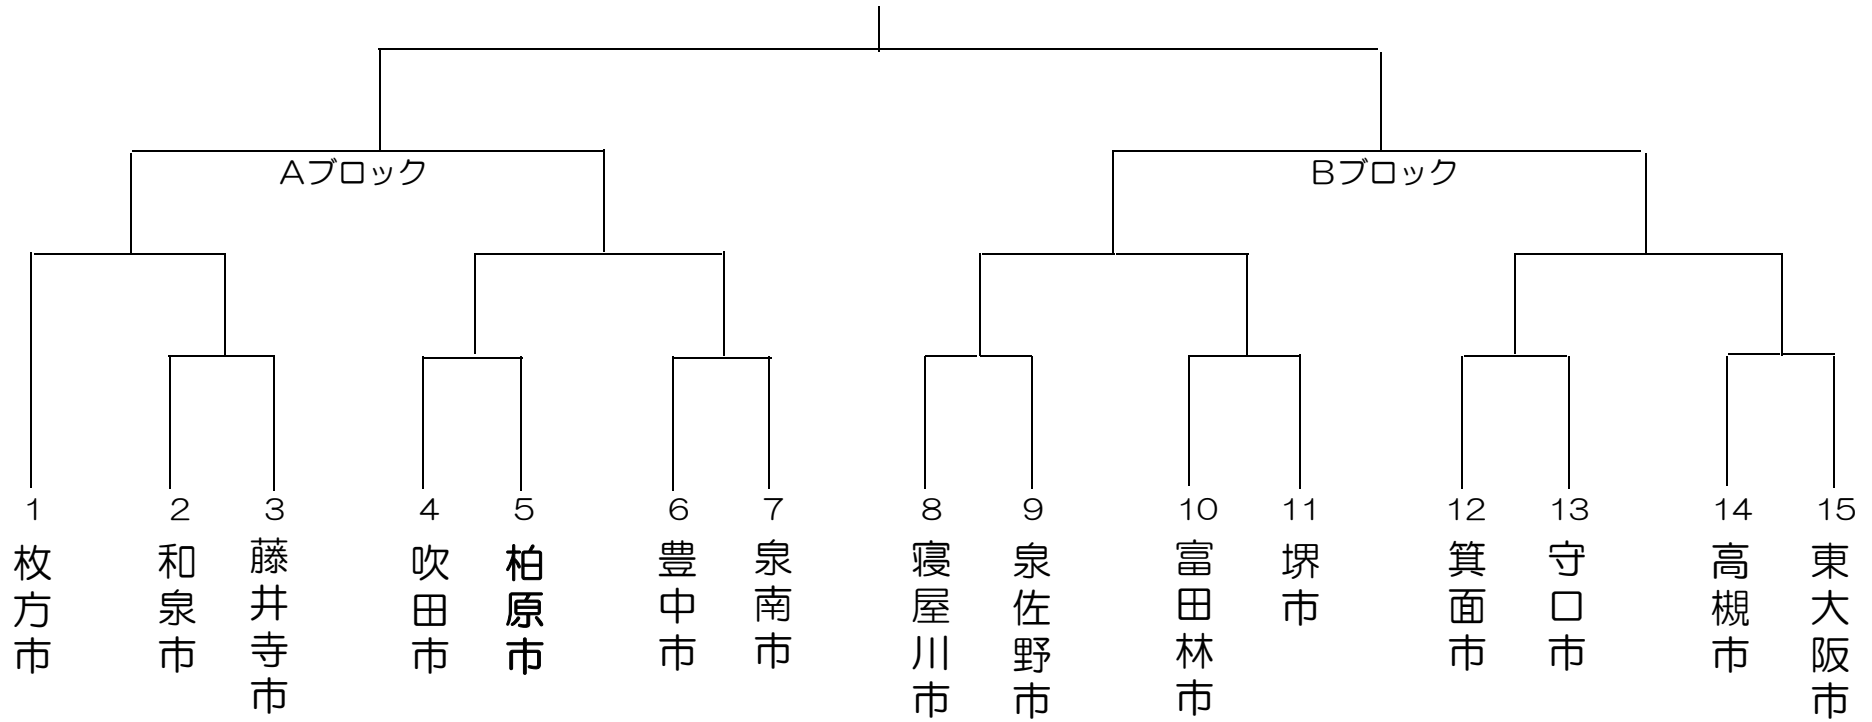 Aブロック
Bブロック
1
2
3
4
5
6
7
8
9
10
11
12
13
14
15
枚方市
和泉市
藤井寺市
吹田市
柏原市
豊中市
泉南市
寝屋川市
泉佐野市
富田林市
堺市
箕面市
守口市
高槻市
東大阪市